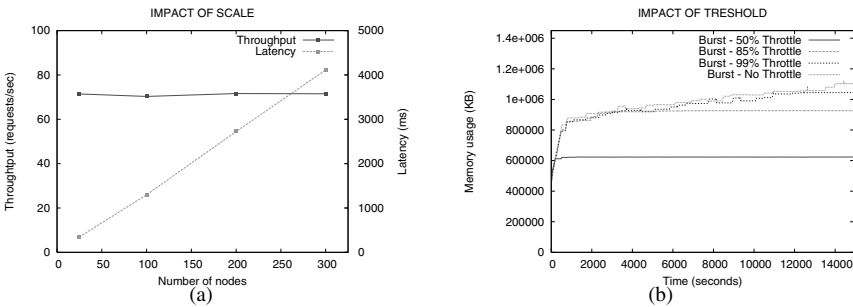 IMPACT OF SCALE
Throughput
Latency
100
80
60
40
20
0
5000
4000
3000
2000
1000
0
Throughtput (requests/sec)
Latency (ms)
0 50 100 150 200 250 300
Number of nodes
(a)
IMPACT OF TRESHOLD
Burst - 50% Throttle
Burst - 85% Throttle
Burst - 99% Throttle
Burst - No Throttle
1.4e+006
1.2e+006
1e+006
800000
600000
400000
200000
0
Memory usage (KB)
0 2000 4000 6000 8000 10000 12000 14000
Time (seconds)
(b)